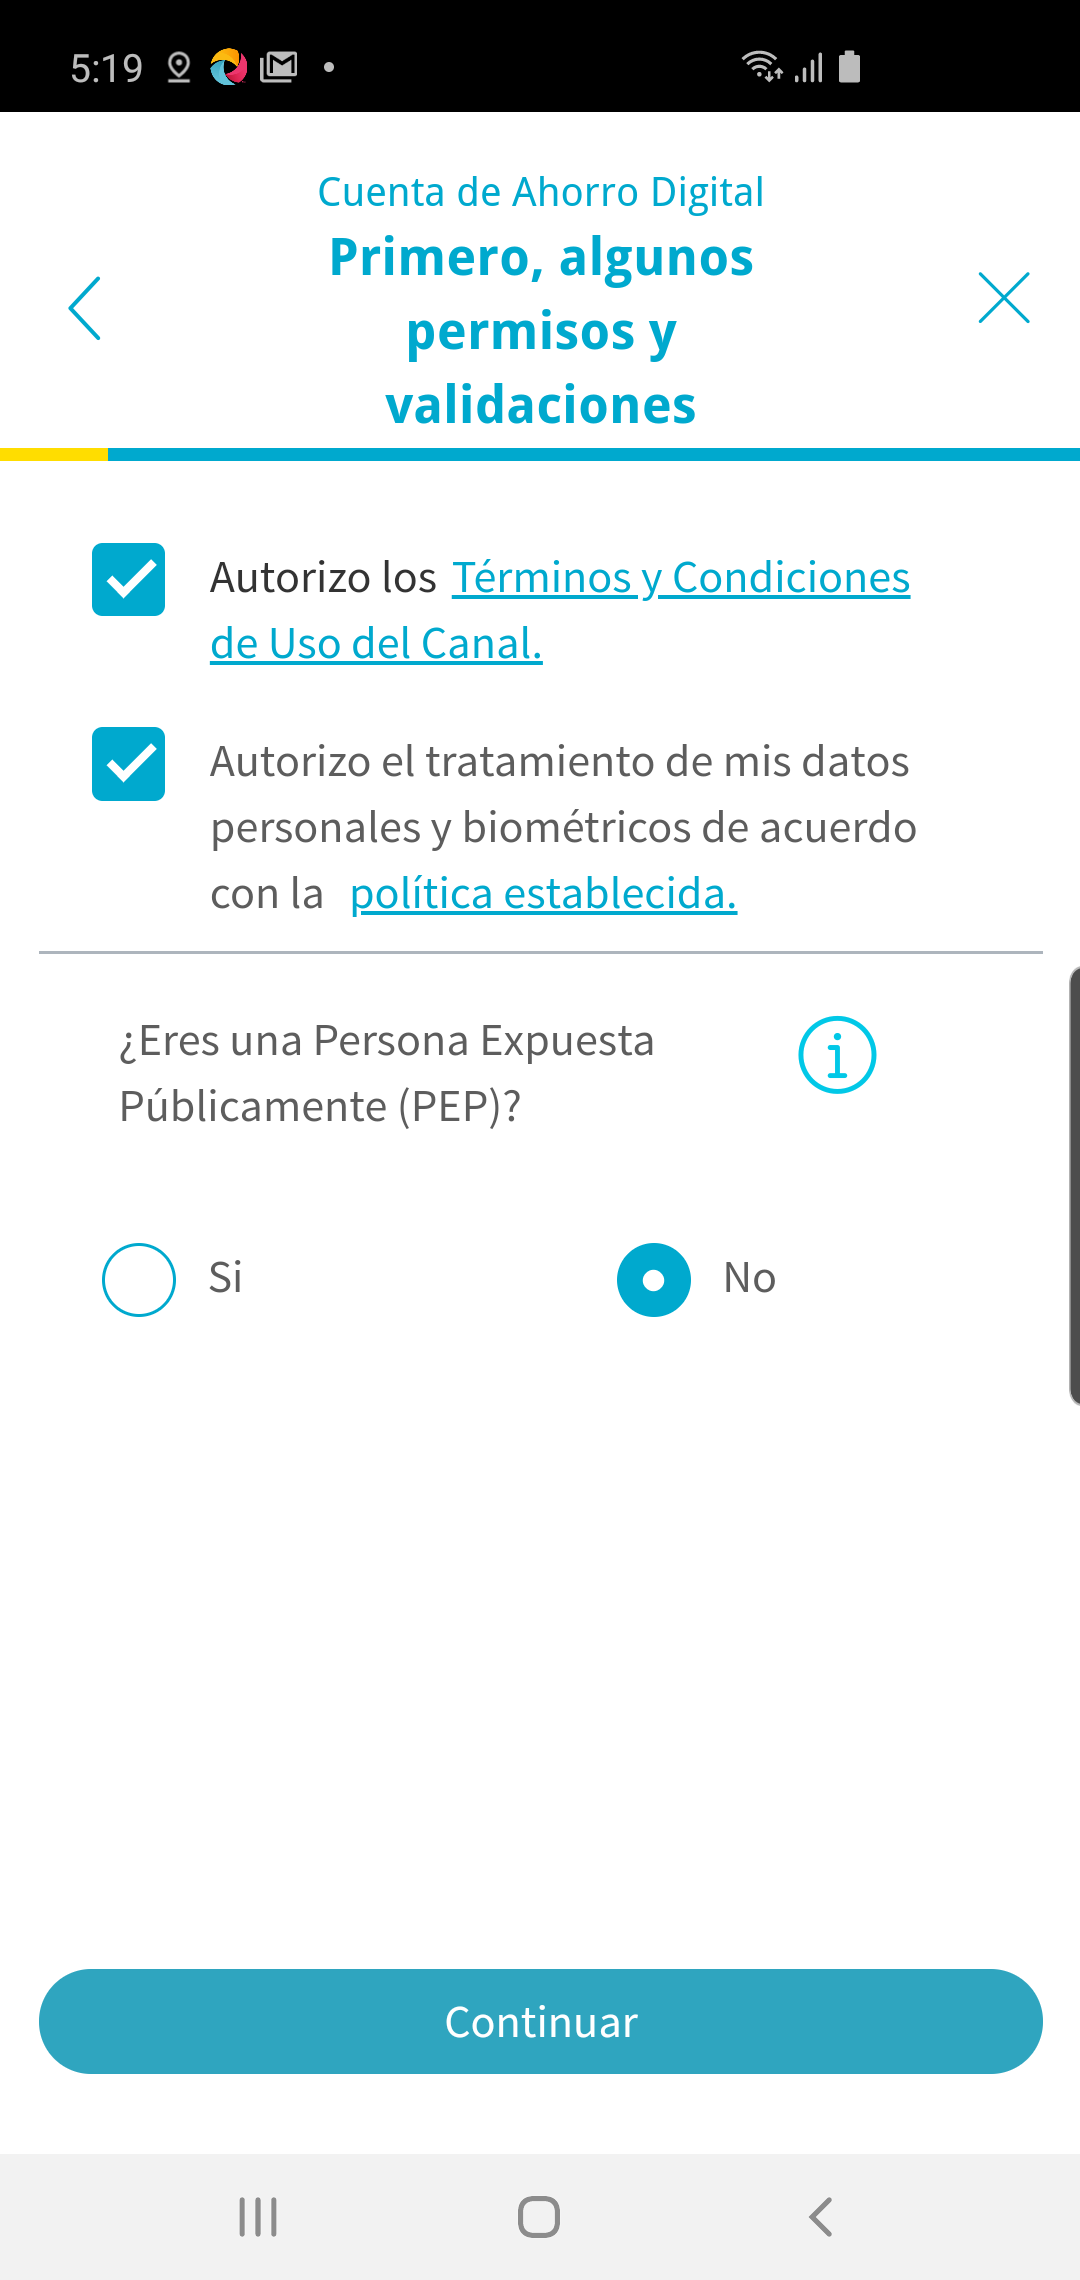 5:19
Cuenta de Ahorro Digital
Primero, algunos
permisos y
validaciones
Autorizo los Términos y Condiciones
de Uso del Canal.
Autorizo el tratamiento de mis datos
personales y biométricos de acuerdo
con la política establecida.
¿Eres una Persona Expuesta
Públicamente (PEP)?
Si
No
Continuar